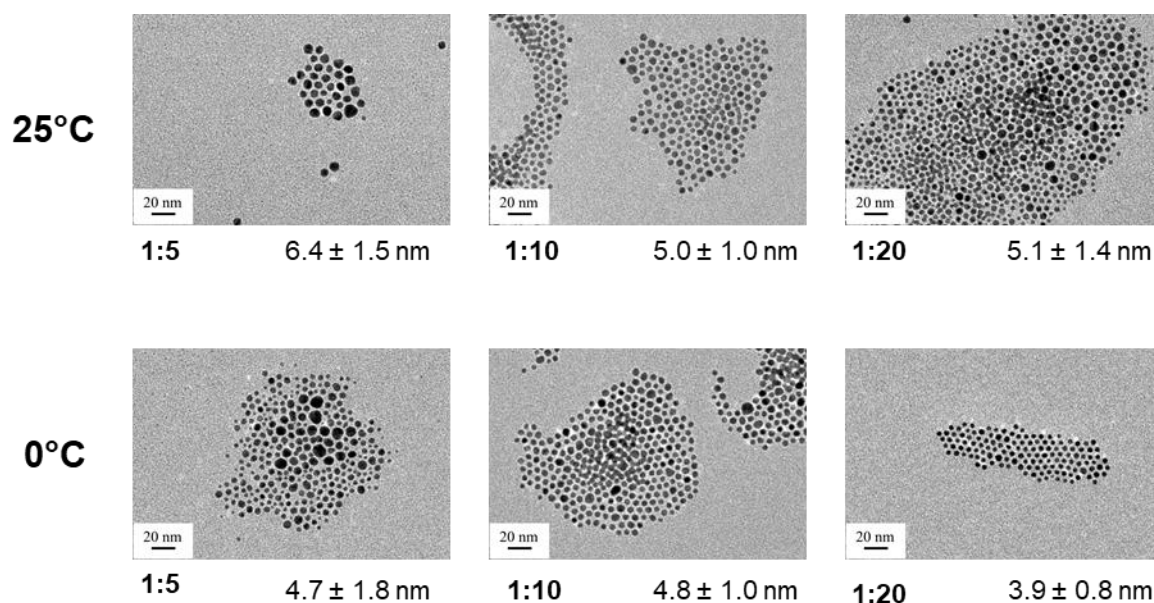 25°C
20 nm
20 nm
20 nm
1:5 6.4 ± 1.5 nm
1:10 5.0 ± 1.0 nm
1:20 5.1 ± 1.4 nm
0°C
20 nm
20 nm
20 nm
1:5 4.7 ± 1.8 nm
1:10 4.8 ± 1.0 nm
1:20 3.9 ± 0.8 nm